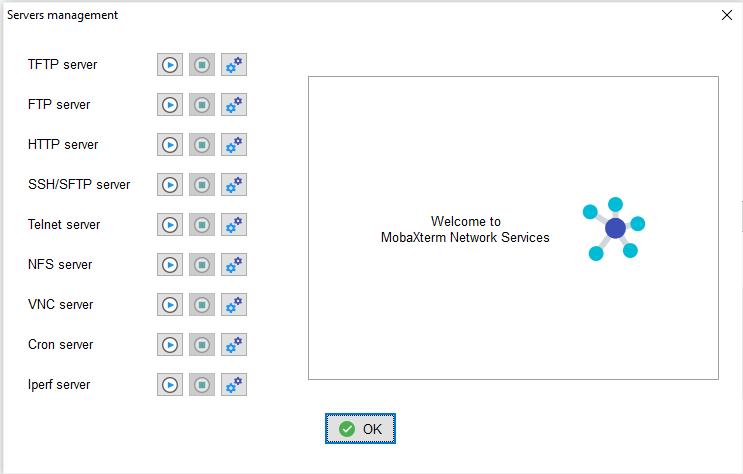 Servers management
TFTP server
FTP server
HTTP server
SSH/SFTP server
Telnet server
NFS server
VNC server
Cron server
Iperf server
Welcome to
MobaXterm Network Services
OK